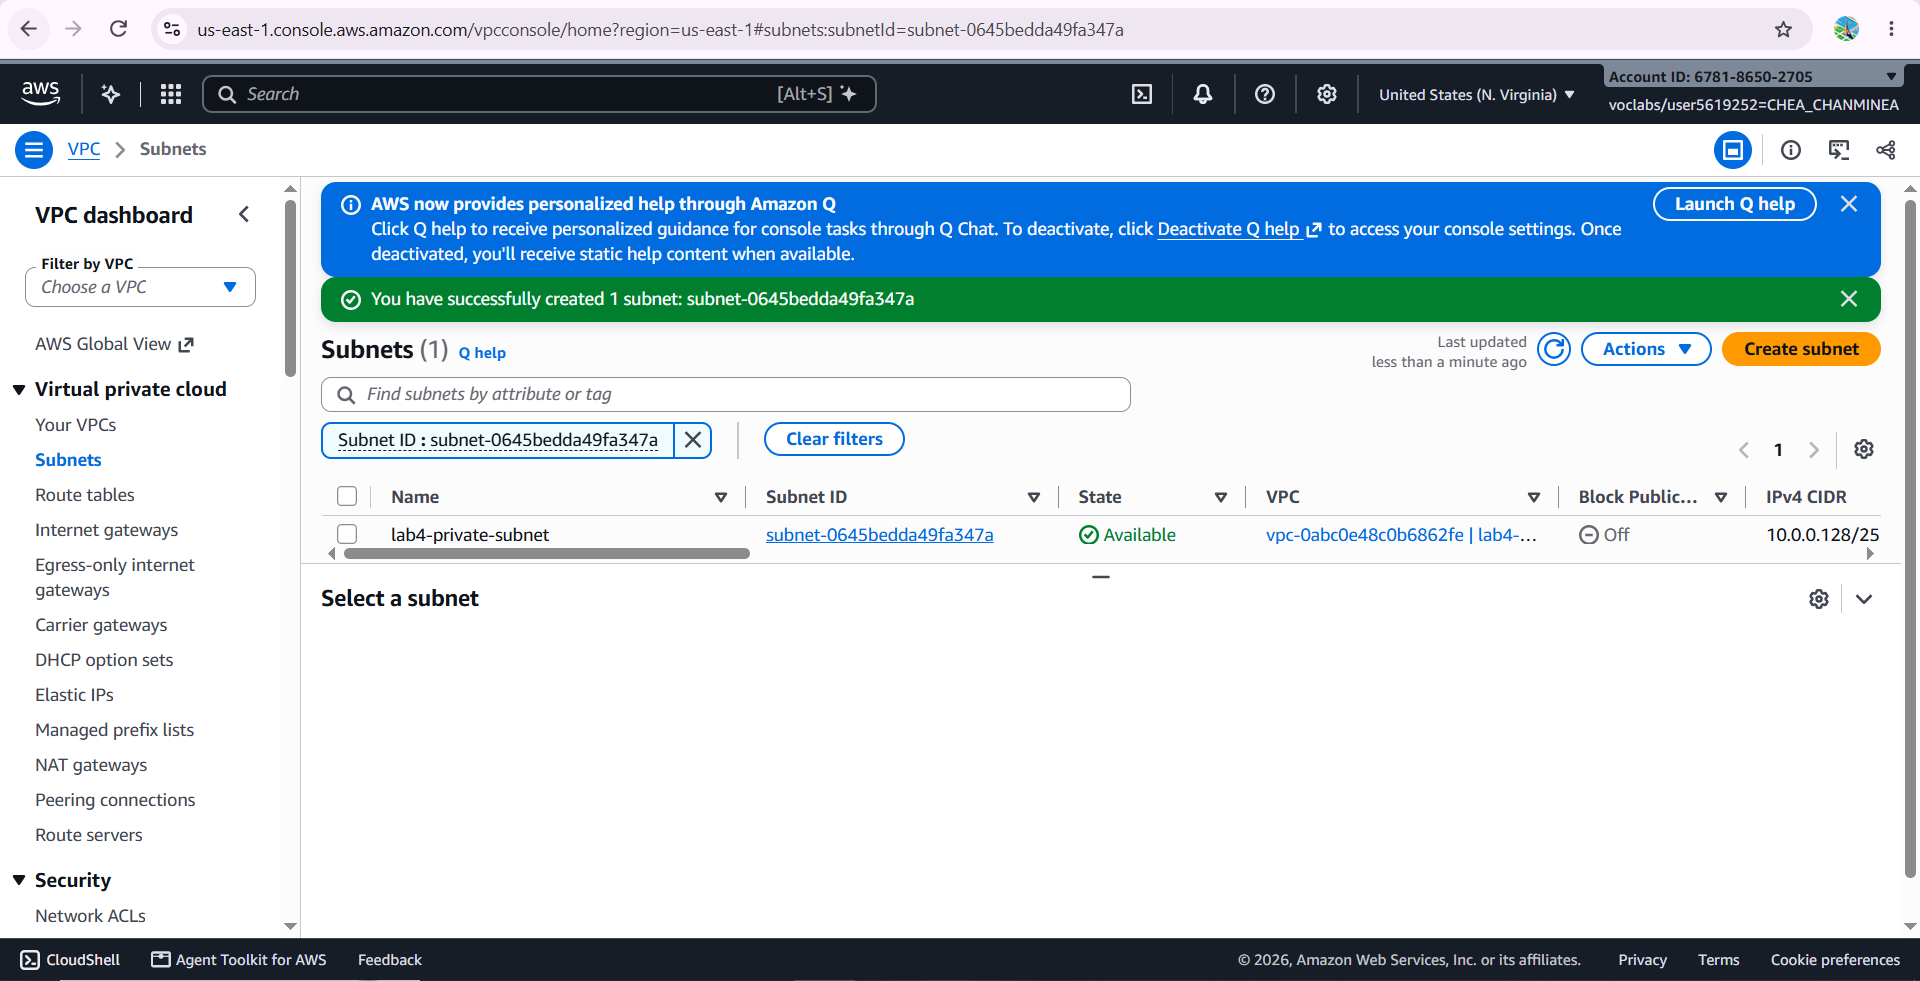 us-east-1.console.aws.amazon.com/vpcconsole/home?region=us-east-1#subnets:subnetId=subnet-0645bedda49fa347a
aws
Search
[Alt+S]
United States (N. Virginia)
Account ID: 6781-8650-2705
voclabs/user5619252=CHEA_CHANMINEA
VPC
Subnets
VPC dashboard
Filter by VPC
Choose a VPC
AWS Global View
Virtual private cloud
Your VPCs
Subnets
Route tables
Internet gateways
Egress-only internet
gateways
Carrier gateways
DHCP option sets
Elastic IPs
Managed prefix lists
NAT gateways
Peering connections
Route servers
Security
Network ACLs
AWS now provides personalized help through Amazon Q
Click Q help to receive personalized guidance for console tasks through Q Chat. To deactivate, click Deactivate Q help to access your console settings. Once
deactivated, you'll receive static help content when available.
Launch Q help
You have successfully created 1 subnet: subnet-0645bedda49fa347a
Subnets (1) Q help
Last updated
less than a minute ago
Actions
Create subnet
Find subnets by attribute or tag
Subnet ID : subnet-0645bedda49fa347a
Clear filters
1
Name Subnet ID State VPC Block Public... IPv4 CIDR
lab4-private-subnet subnet-0645bedda49fa347a Available vpc-0abc0e48c0b6862fe | lab4-... Off 10.0.0.128/25
Select a subnet
CloudShell Agent Toolkit for AWS Feedback © 2026, Amazon Web Services, Inc. or its affiliates. Privacy Terms Cookie preferences